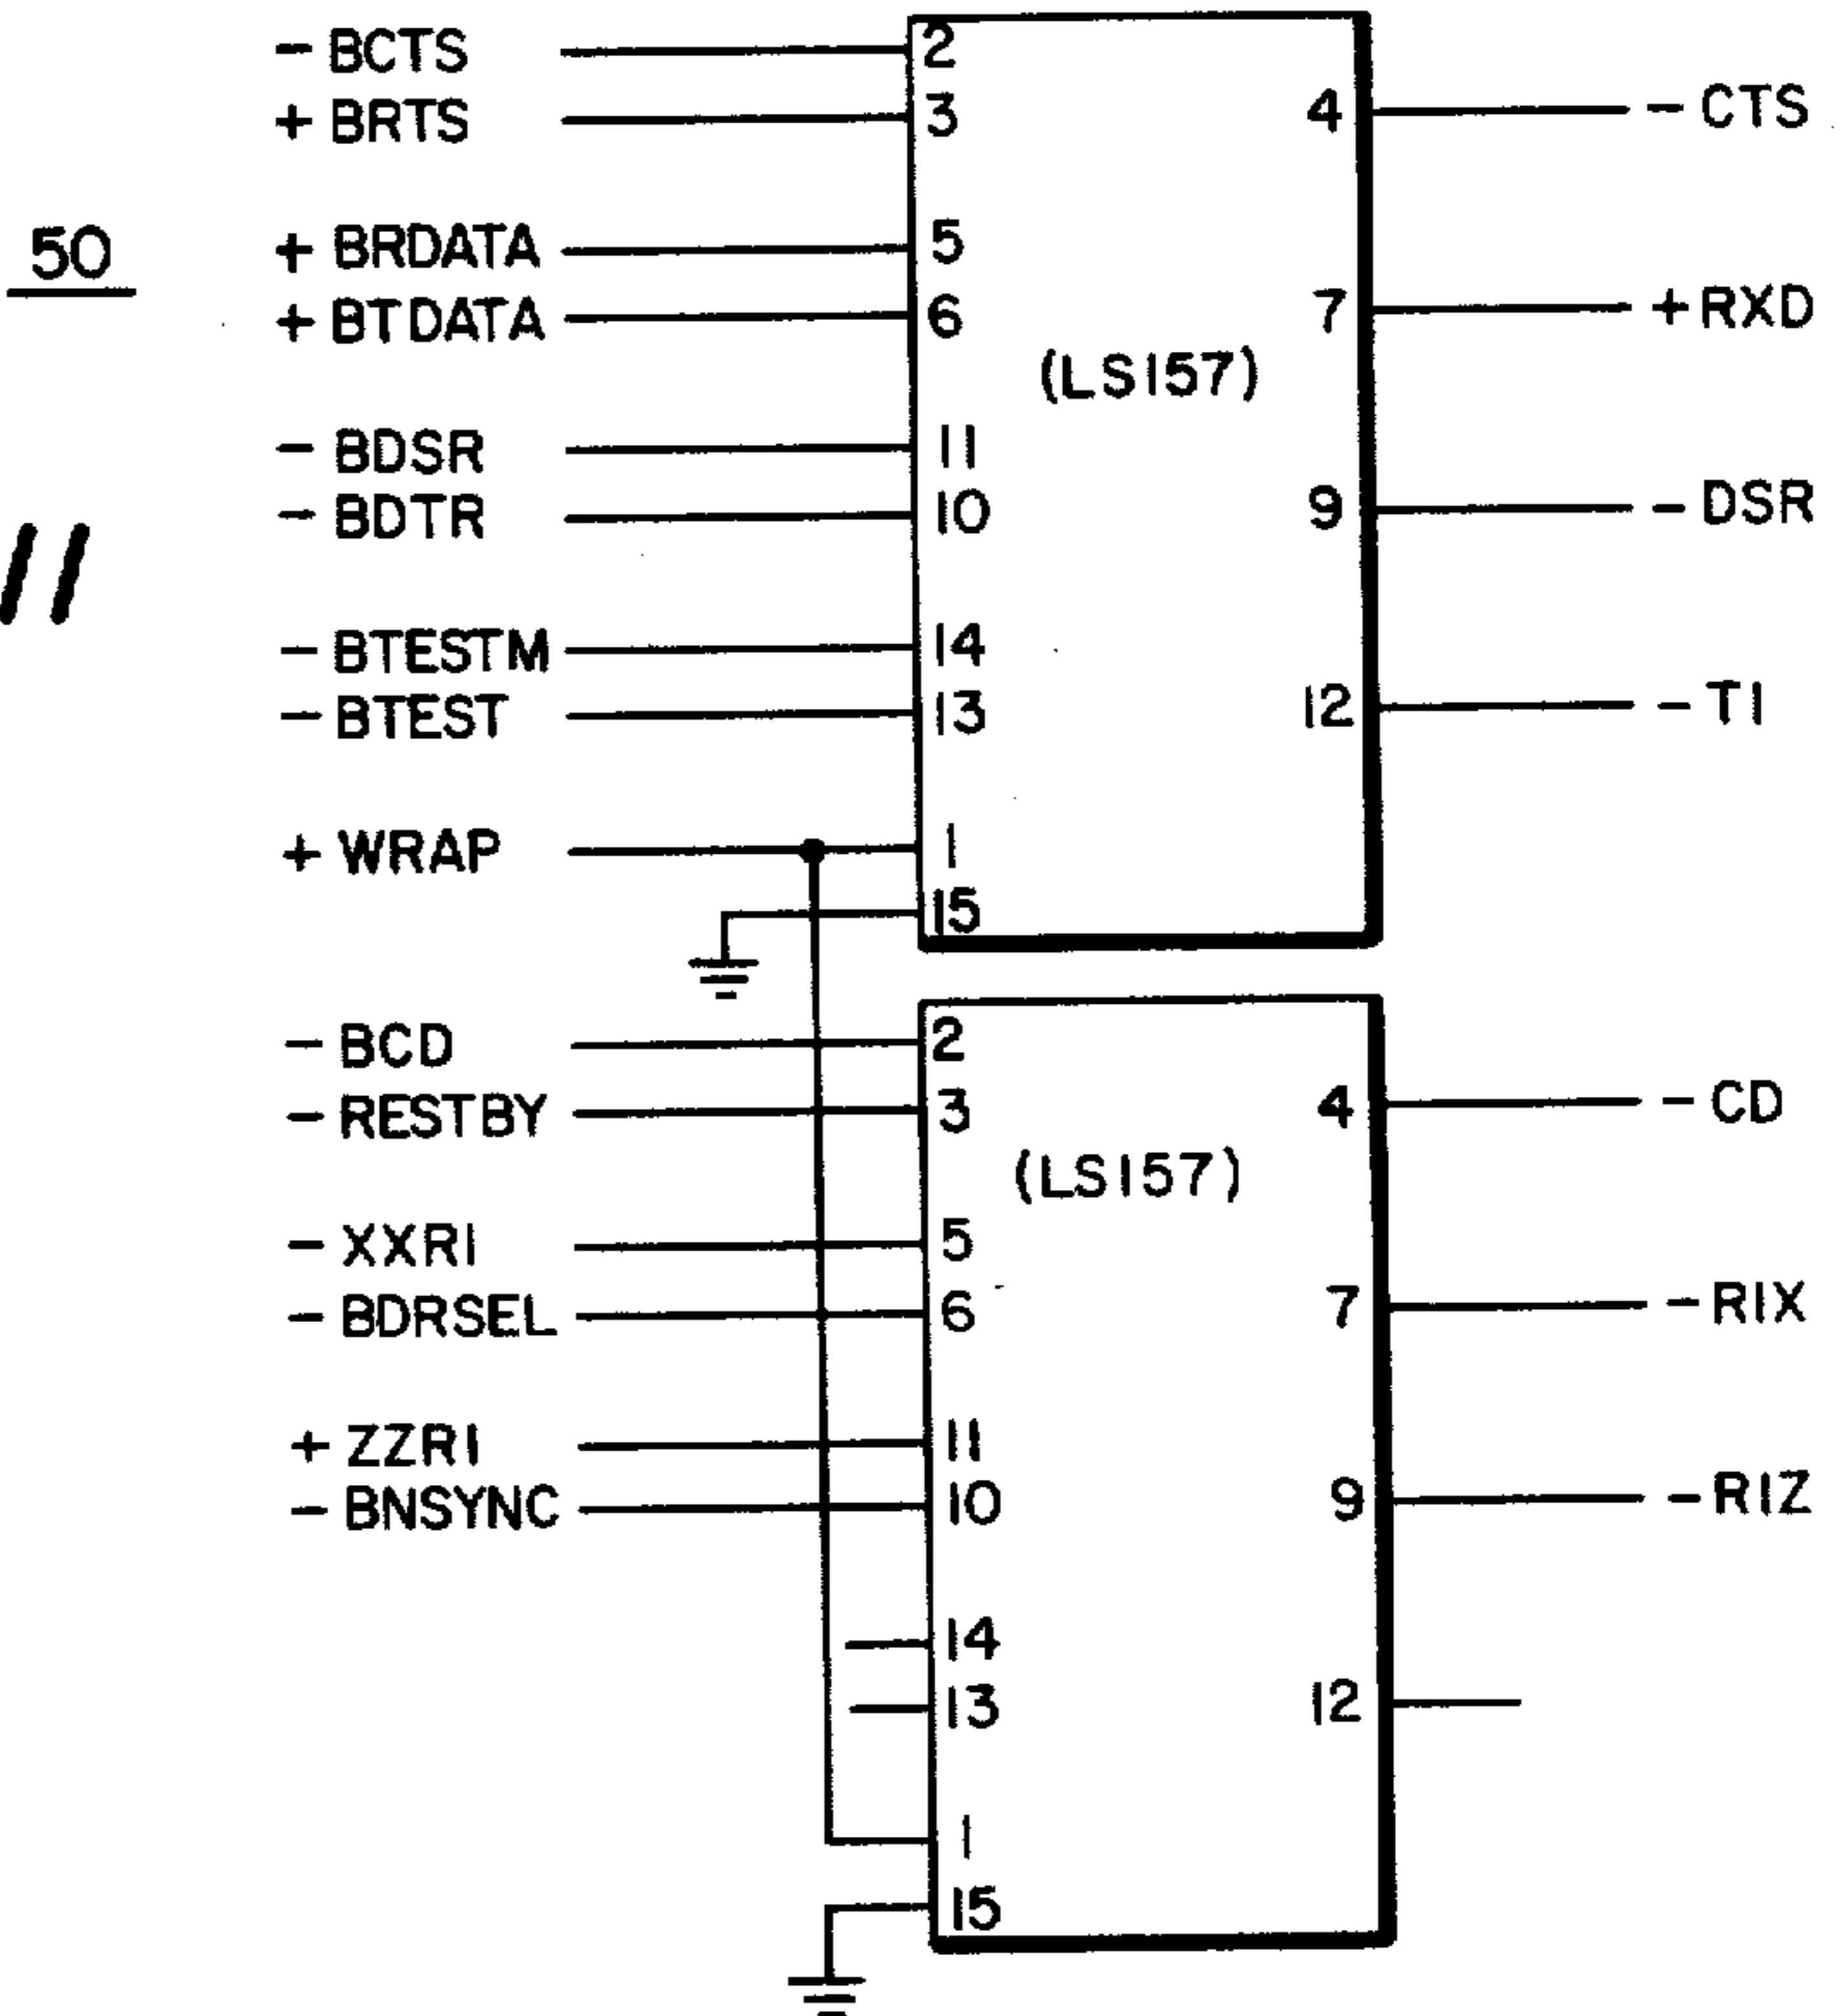 - BCTS 2
4 - CTS
+ BRTS 3
50
+ BRDATA 5
+ BTDATA 6
7 + RXD
(LS157)
- BDSR 11
- BDTR 10
9 - DSR
11
- BTESTM 14
- BTEST 13
12 - T1
+ WRAP 1
15
- BCD 2
- RESTBY 3
4 - CD
(LS157)
- XXRI 5
- BDRSEL 6
7 - RIX
+ ZZRI 11
- BNSYNC 10
9 - RIZ
14
13
12
1
15